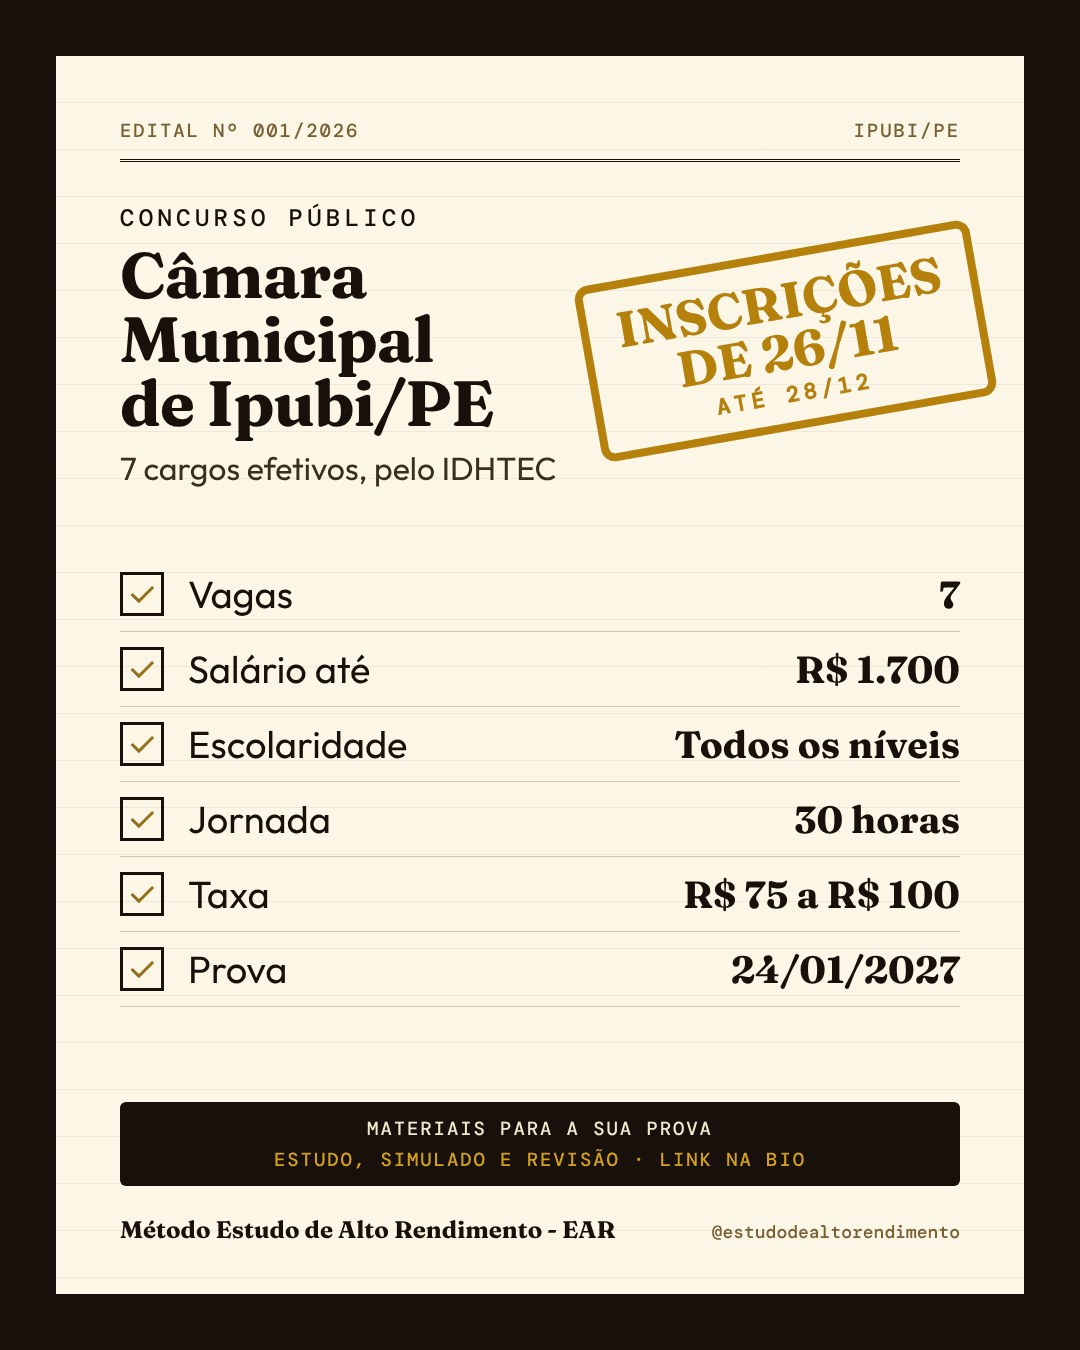 EDITAL Nº 001/2026
IPUBI/PE
CONCURSO PÚBLICO
Câmara
Municipal
de Ipubi/PE
7 cargos efetivos, pelo IDHTEC
INSCRIÇÕES
DE 26/11
ATÉ 28/12
Vagas 7
Salário até R$ 1.700
Escolaridade Todos os níveis
Jornada 30 horas
Taxa R$ 75 a R$ 100
Prova 24/01/2027
MATERIAIS PARA A SUA PROVA
ESTUDO, SIMULADO E REVISÃO · LINK NA BIO
Método Estudo de Alto Rendimento - EAR
@estudodealtorendimento